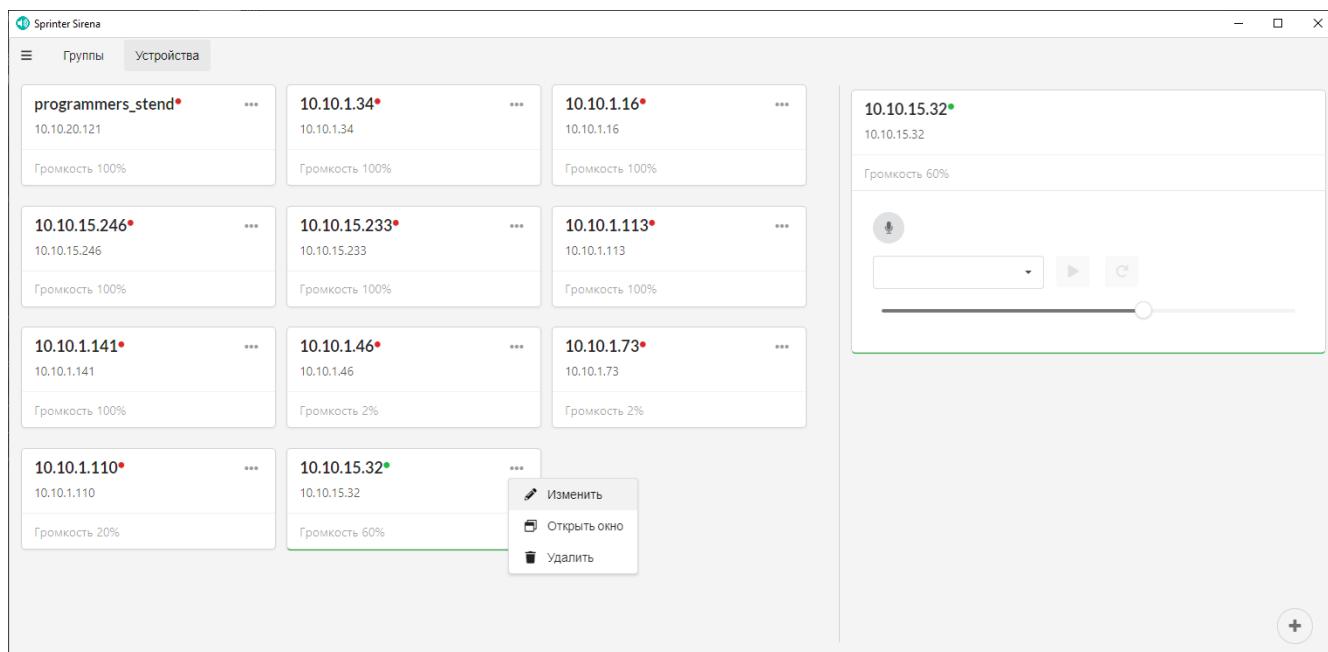 Sprinter Sirena
Группы Устройства
programmers_stend
10.10.20.121
Громкость 100%
10.10.1.34
10.10.1.34
Громкость 100%
10.10.1.16
10.10.1.16
Громкость 100%
10.10.15.246
10.10.15.246
Громкость 100%
10.10.15.233
10.10.15.233
Громкость 100%
10.10.1.113
10.10.1.113
Громкость 100%
10.10.1.141
10.10.1.141
Громкость 100%
10.10.1.46
10.10.1.46
Громкость 2%
10.10.1.73
10.10.1.73
Громкость 2%
10.10.1.110
10.10.1.110
Громкость 20%
10.10.15.32
10.10.15.32
Громкость 60%
Изменить
Открыть окно
Удалить
10.10.15.32
10.10.15.32
Громкость 60%